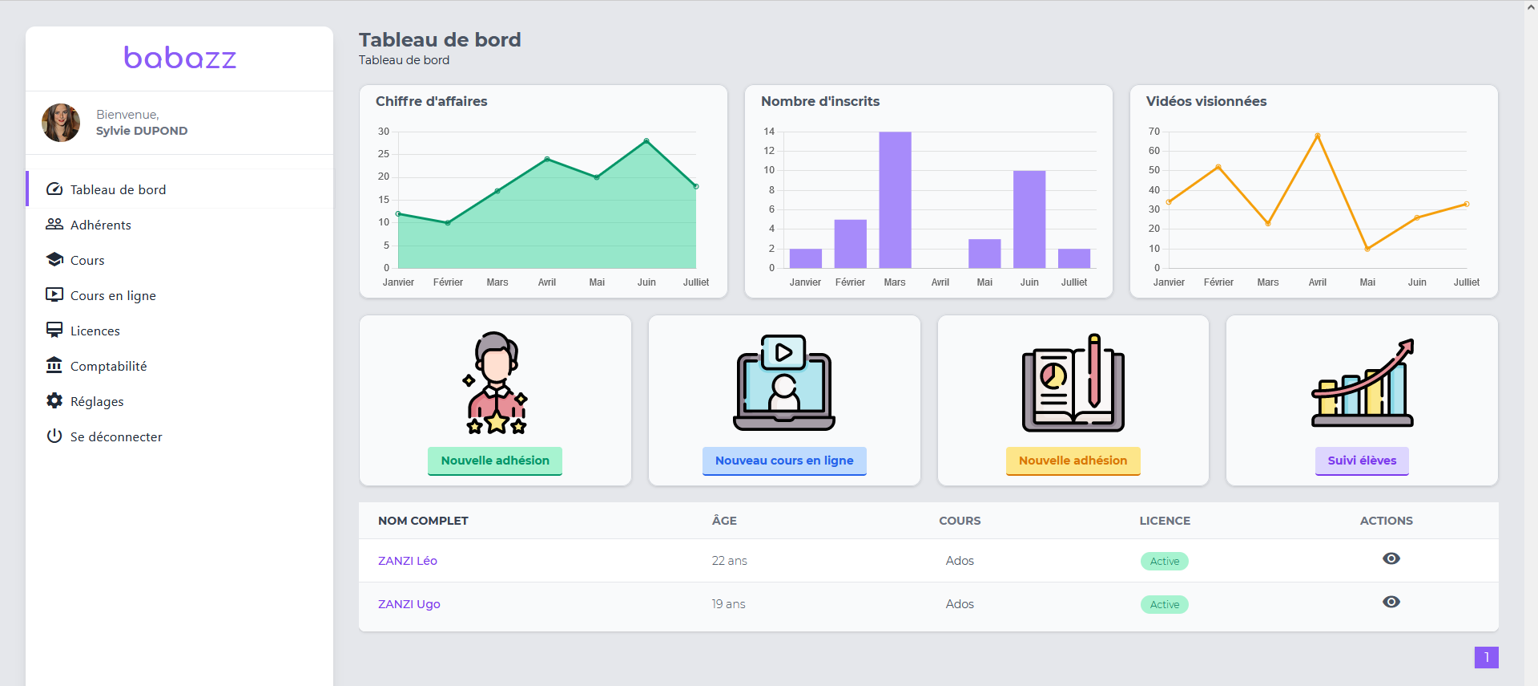 babazz
Bienvenue,
Sylvie DUPOND
Tableau de bord
Adhérents
Cours
Cours en ligne
Licences
Comptabilité
Réglages
Se déconnecter
Tableau de bord
Tableau de bord
Chiffre d'affaires
30
25
20
15
10
5
0
Janvier Février Mars Avril Mai Juin Julliet
Nombre d'inscrits
14
12
10
8
6
4
2
0
Janvier Février Mars Avril Mai Juin Julliet
Vidéos visionnées
70
60
50
40
30
20
10
0
Janvier Février Mars Avril Mai Juin Julliet
Nouvelle adhésion
Nouveau cours en ligne
Nouvelle adhésion
Suivi élèves
NOM COMPLET ÂGE COURS LICENCE ACTIONS
ZANZI Léo 22 ans Ados Active
ZANZI Ugo 19 ans Ados Active
1